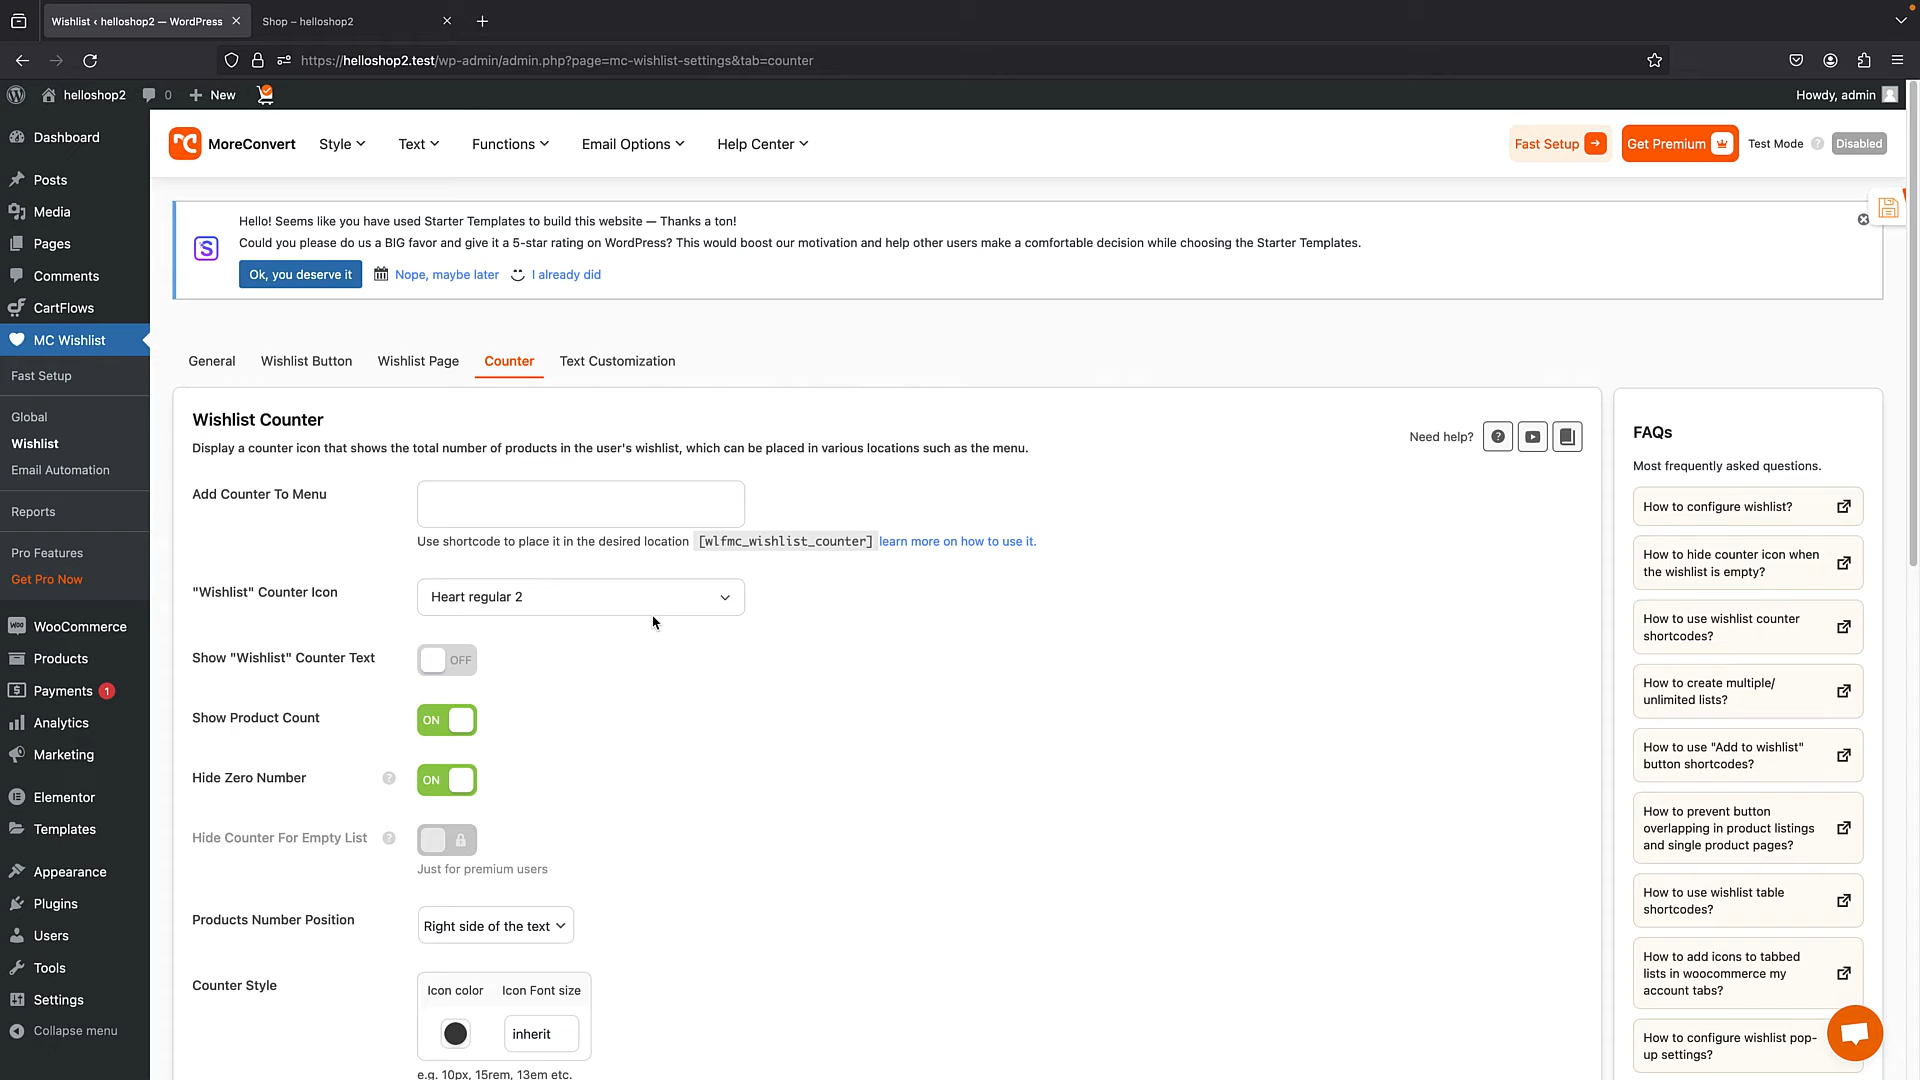 Wishlist ‹ helloshop2 — WordPress
Shop – helloshop2
https://helloshop2.test/wp-admin/admin.php?page=mc-wishlist-settings&tab=counter
helloshop2
0
New
Howdy, admin
Dashboard
Posts
Media
Pages
Comments
CartFlows
MC Wishlist
Fast Setup
Global
Wishlist
Email Automation
Reports
Pro Features
Get Pro Now
WooCommerce
Products
Payments 1
Analytics
Marketing
Elementor
Templates
Appearance
Plugins
Users
Tools
Settings
Collapse menu
MoreConvert
Style
Text
Functions
Email Options
Help Center
Fast Setup
Get Premium
Test Mode
Disabled
Hello! Seems like you have used Starter Templates to build this website — Thanks a ton!
Could you please do us a BIG favor and give it a 5-star rating on WordPress? This would boost our motivation and help other users make a comfortable decision while choosing the Starter Templates.
Ok, you deserve it
Nope, maybe later
I already did
General
Wishlist Button
Wishlist Page
Counter
Text Customization
Wishlist Counter
Display a counter icon that shows the total number of products in the user's wishlist, which can be placed in various locations such as the menu.
Need help?
Add Counter To Menu
Use shortcode to place it in the desired location [wlfmc_wishlist_counter] learn more on how to use it.
"Wishlist" Counter Icon
Heart regular 2
Show "Wishlist" Counter Text
OFF
Show Product Count
ON
Hide Zero Number
ON
Hide Counter For Empty List
Just for premium users
Products Number Position
Right side of the text
Counter Style
Icon color
Icon Font size
inherit
e.g. 10px, 15rem, 13em etc.
FAQs
Most frequently asked questions.
How to configure wishlist?
How to hide counter icon when
the wishlist is empty?
How to use wishlist counter
shortcodes?
How to create multiple/
unlimited lists?
How to use "Add to wishlist"
button shortcodes?
How to prevent button
overlapping in product listings
and single product pages?
How to use wishlist table
shortcodes?
How to add icons to tabbed
lists in woocommerce my
account tabs?
How to configure wishlist pop-
up settings?